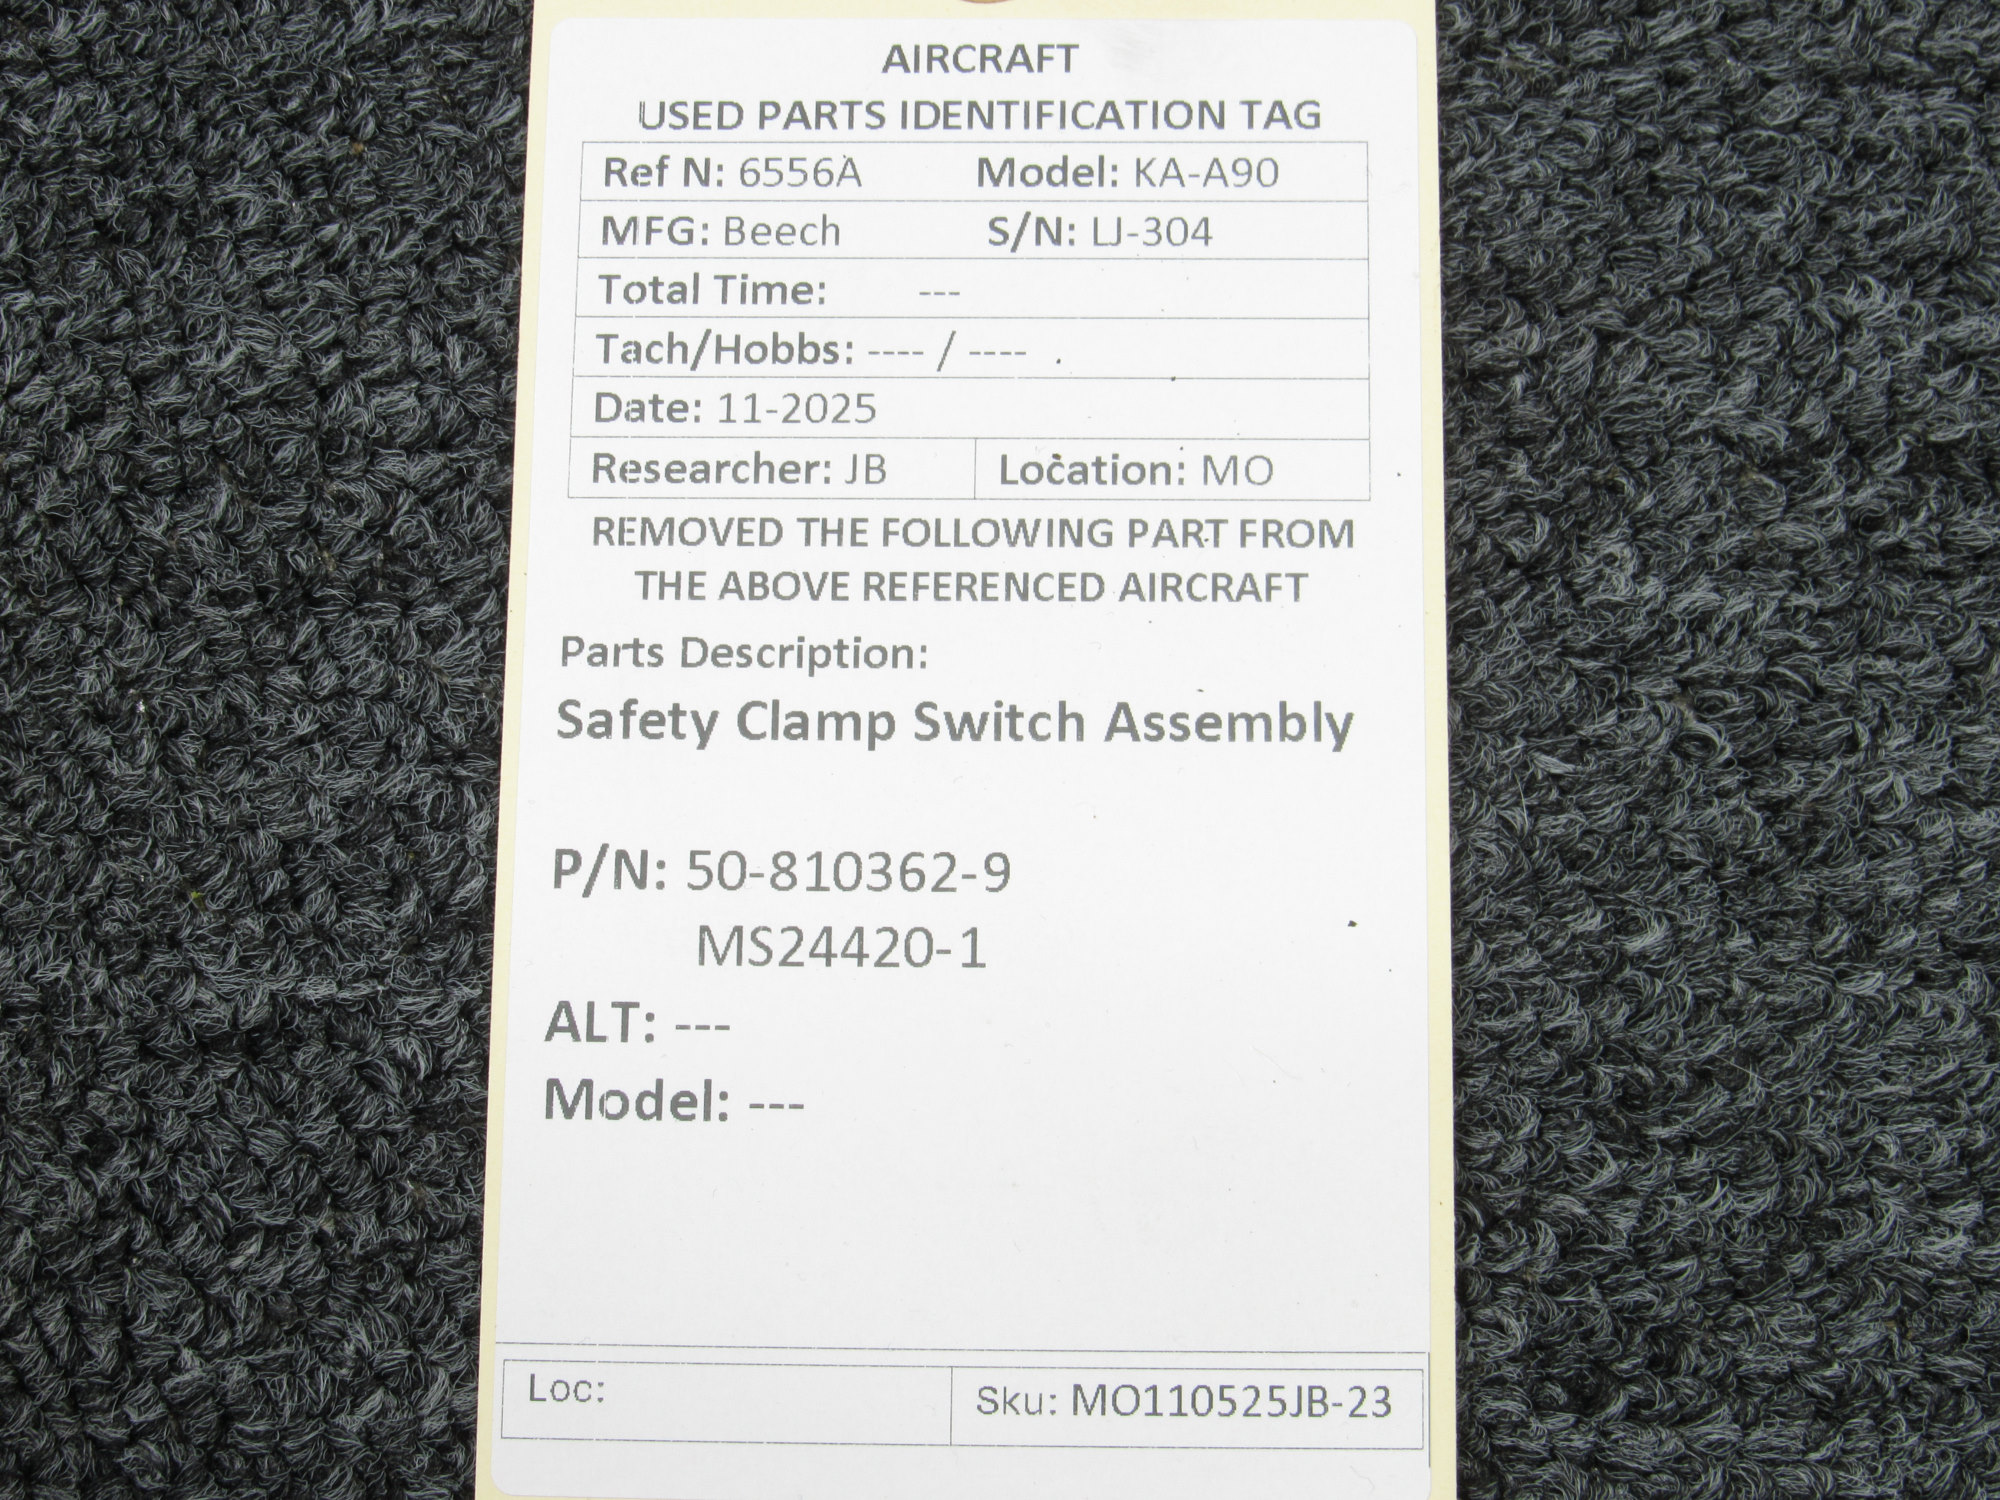 AIRCRAFT
USED PARTS IDENTIFICATION TAG
Ref N: 6556A Model: KA-A90
MFG: Beech S/N: LJ-304
Total Time: ---
Tach/Hobbs: ---- / ----
Date: 11-2025
Researcher: JB Location: MO
REMOVED THE FOLLOWING PART FROM
THE ABOVE REFERENCED AIRCRAFT
Parts Description:
Safety Clamp Switch Assembly
P/N: 50-810362-9
MS24420-1
ALT: ---
Model: ---
Loc: Sku: MO110525JB-23